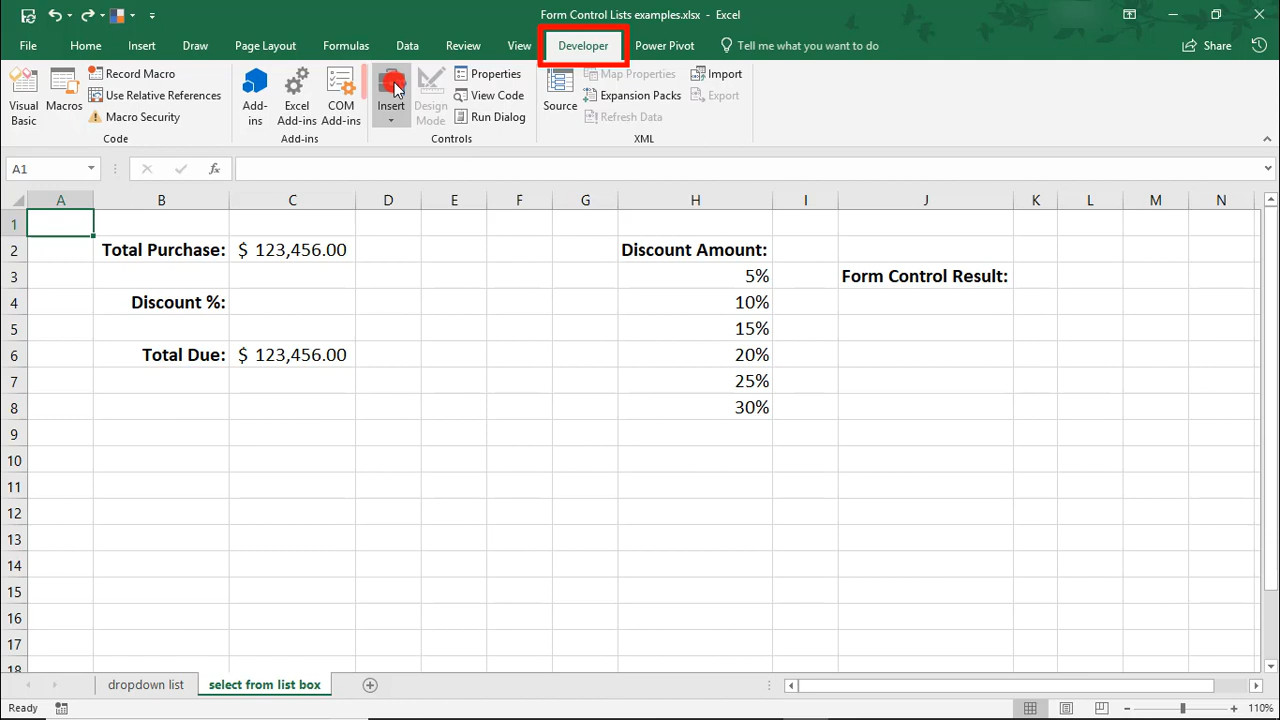 Form Control Lists examples.xlsx - Excel
File Home Insert Draw Page Layout Formulas Data Review View Developer Power Pivot Tell me what you want to do Share
Visual Basic
Macros
Record Macro
Use Relative References
Macro Security
Code
Add-ins
Excel Add-ins
COM Add-ins
Add-ins
Insert
Design Mode
Properties
View Code
Run Dialog
Controls
Source
Map Properties
Expansion Packs
Refresh Data
Import
Export
XML
A1 fx
A B C D E F G H I J K L M N
1
2 Total Purchase: $ 123,456.00 Discount Amount:
3 5% Form Control Result:
4 Discount %: 10%
5 15%
6 Total Due: $ 123,456.00 20%
7 25%
8 30%
9
10
11
12
13
14
15
16
17
18
dropdown list select from list box
Ready 110%